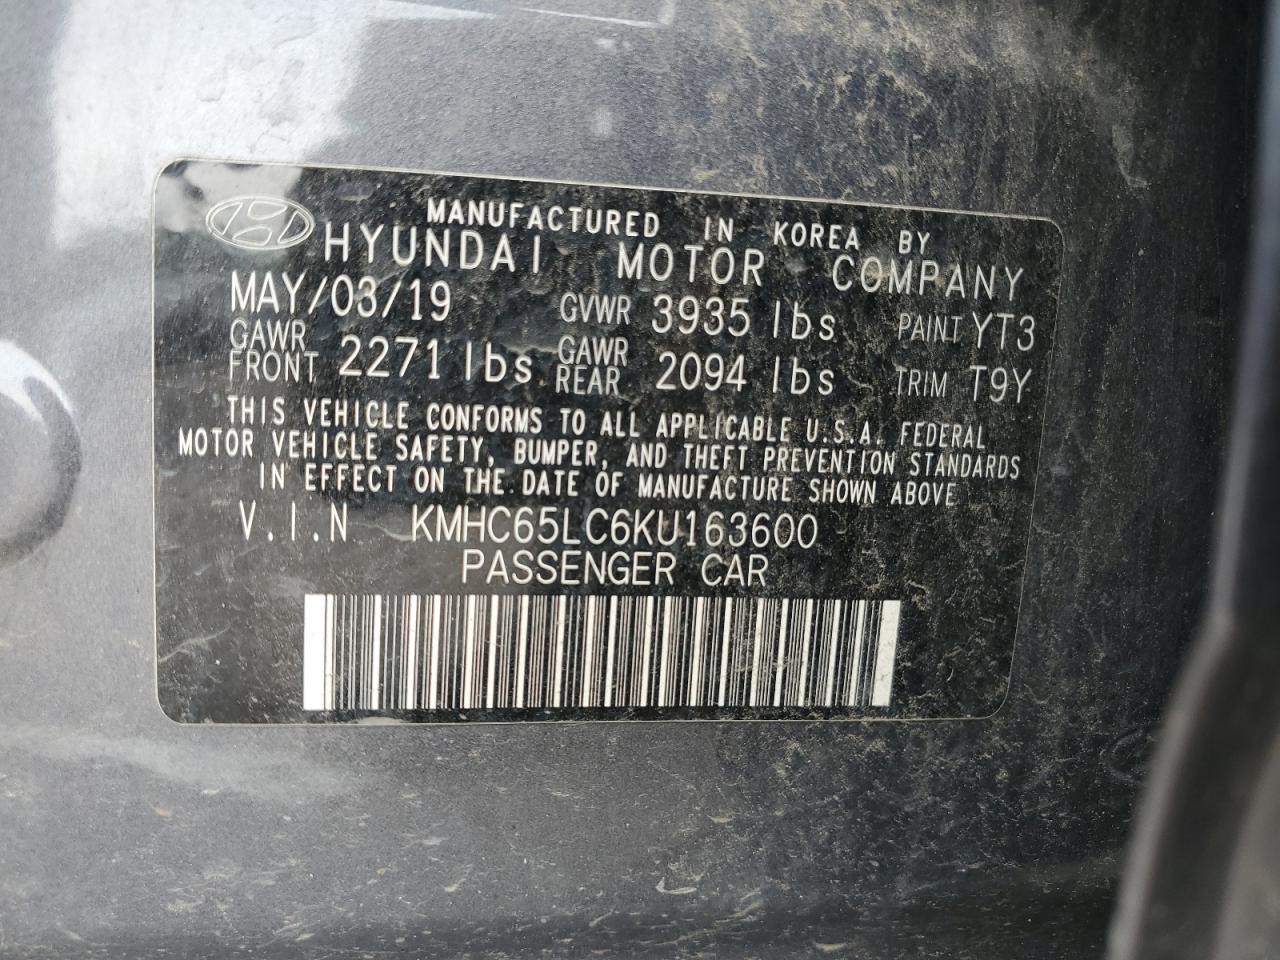 MANUFACTURED IN KOREA BY
HYUNDAI MOTOR COMPANY
MAY/03/19 GVWR 3935 lbs PAINT YT3
GAWR FRONT 2271 lbs GAWR REAR 2094 lbs TRIM T9Y
THIS VEHICLE CONFORMS TO ALL APPLICABLE U.S.A. FEDERAL
MOTOR VEHICLE SAFETY, BUMPER, AND THEFT PREVENTION STANDARDS
IN EFFECT ON THE DATE OF MANUFACTURE SHOWN ABOVE
V.I.N KMHC65LC6KU163600
PASSENGER CAR